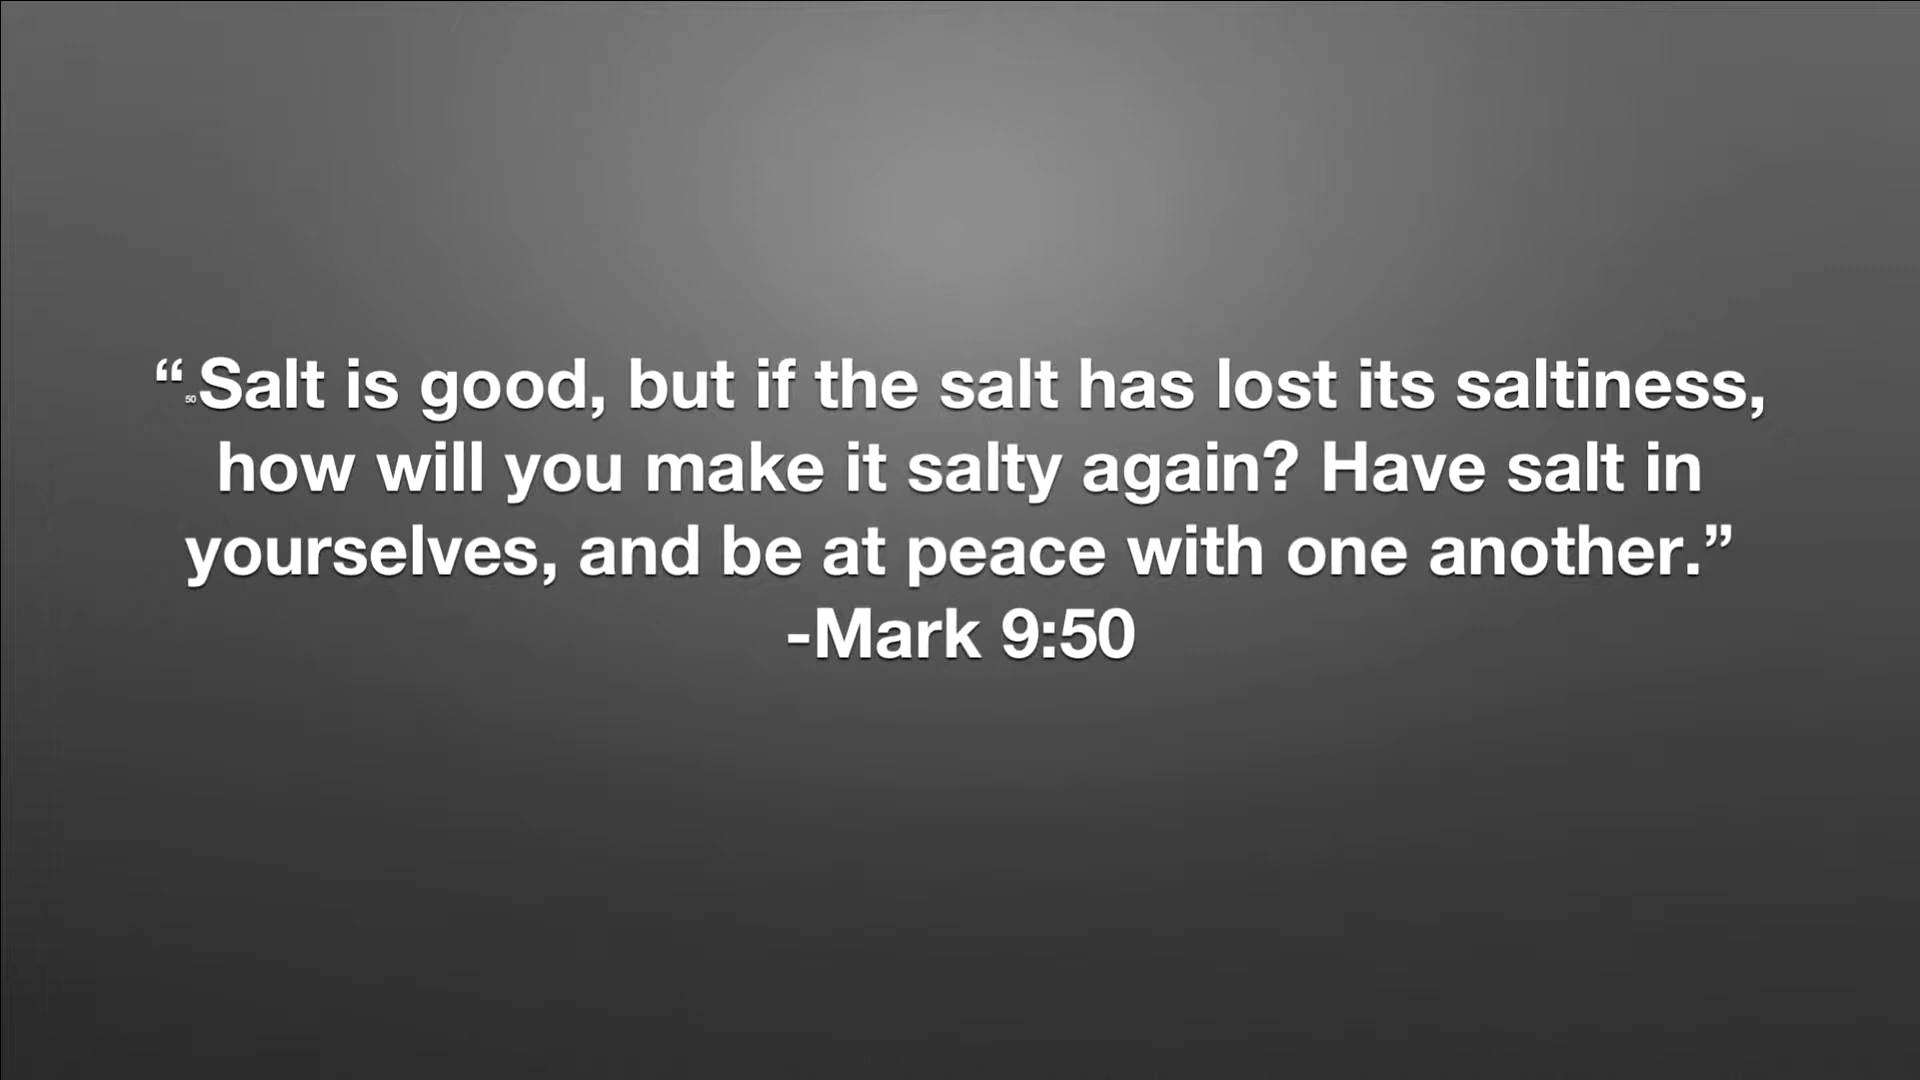 “50Salt is good, but if the salt has lost its saltiness,
how will you make it salty again? Have salt in
yourselves, and be at peace with one another.”
-Mark 9:50